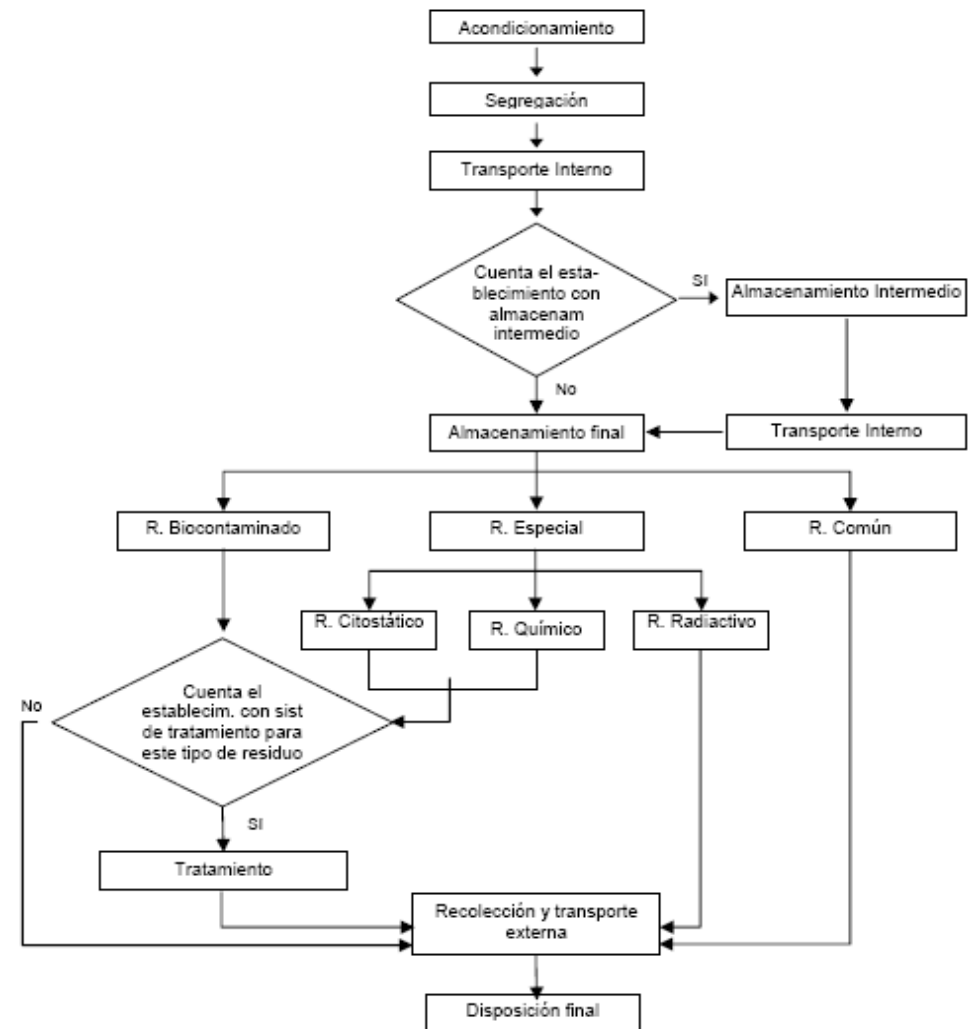 Acondicionamiento
Segregación
Transporte Interno
Cuenta el esta-
blecimiento con
almacenam
intermedio
SI
Almacenamiento Intermedio
No
Almacenamiento final
Transporte Interno
R. Biocontaminado
R. Especial
R. Común
R. Citostático
R. Químico
R. Radiactivo
No
Cuenta el
establecim. con sist
de tratamiento para
este tipo de residuo
SI
Tratamiento
Recolección y transporte
externa
Disposición final